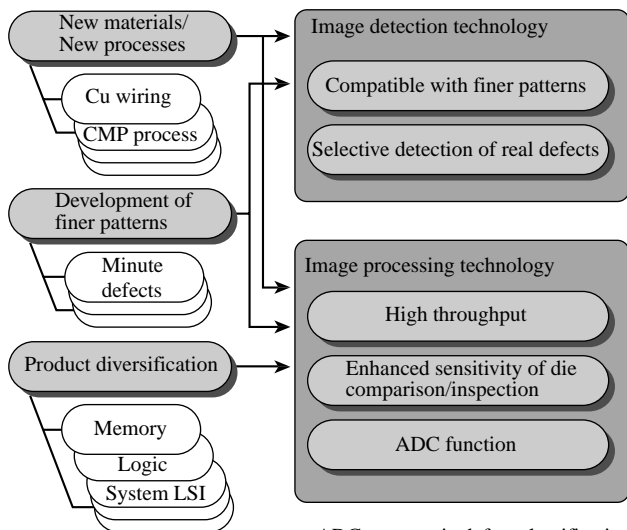 New materials/
New processes
Cu wiring
CMP process
Development of
finer patterns
Minute
defects
Product diversification
Memory
Logic
System LSI
Image detection technology
Compatible with finer patterns
Selective detection of real defects
Image processing technology
High throughput
Enhanced sensitivity of die
comparison/inspection
ADC function